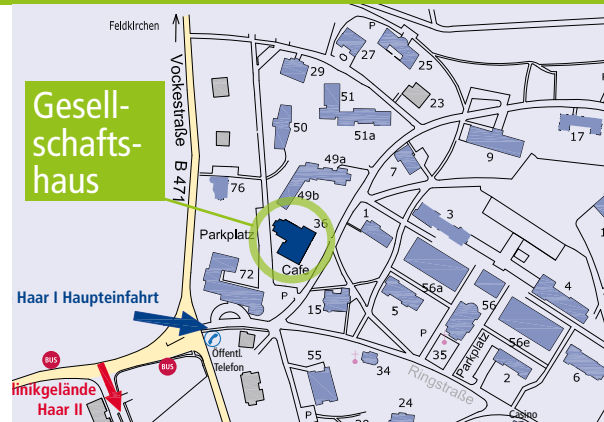 Feldkirchen
P
27
25
29
23
Vockestraße B 471
51
50
51a
17
9
Gesell-
schafts-
haus
49a
7
76
49b
36
1
3
Parkplatz
72
Cafe
56a
56
4
Haar I Haupteinfahrt
P
15
5
56e
BUS
Öffentl.
Telefon
P
35
Parkplatz
BUS
55
34
2
6
linikgelände
Haar II
Ringstraße
24
Casino